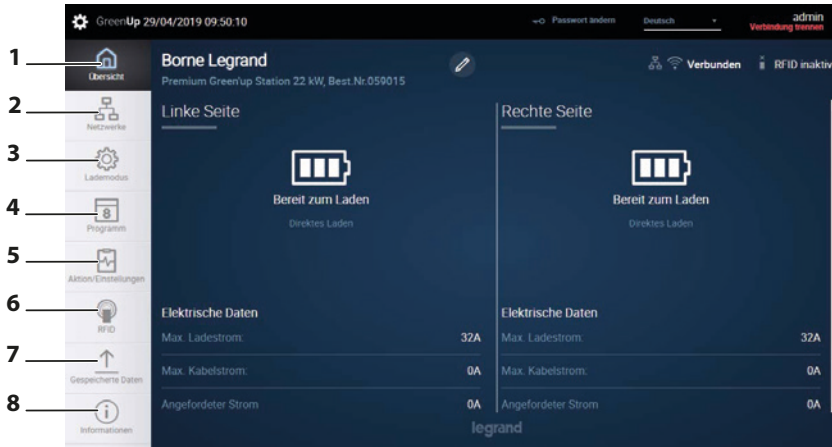 GreenUp 29/04/2019 09:50:10
Passwort ändern
Deutsch
admin
Verbindung trennen
1
Übersicht
Borne Legrand
Premium Green'up Station 22 kW, Best.Nr.059015
Verbunden
RFID inaktiv
2
Netzwerke
3
Lademodus
4
8
Programm
5
Aktion/Einstellungen
6
RFID
7
Gespeicherte Daten
8
Informationen
Linke Seite
Bereit zum Laden
Direktes Laden
Elektrische Daten
Max. Ladestrom: 32A
Max. Kabelstrom: 0A
Angefordeter Strom 0A
Rechte Seite
Bereit zum Laden
Direktes Laden
Elektrische Daten
Max. Ladestrom: 32A
Max. Kabelstrom: 0A
Angefordeter Strom 0A
legrand